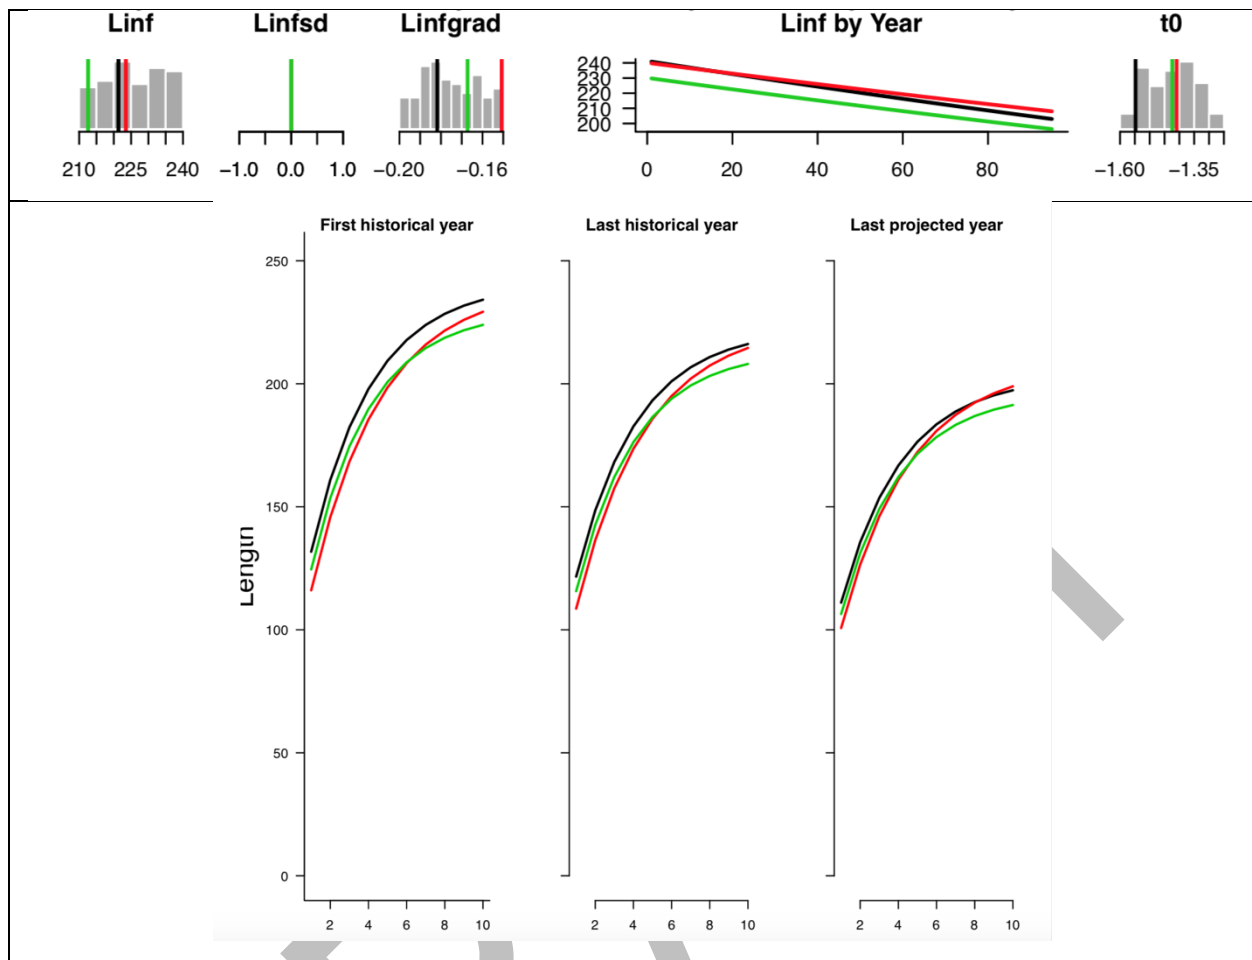 Linf Linfsd Linfgrad Linf by Year t0
240
230
220
210
200
210 225 240 −1.0 0.0 1.0 −0.20 −0.16 0 20 40 60 80 −1.60 −1.35
First historical year Last historical year Last projected year
250
200
150
Length
100
50
0
2 4 6 8 10 2 4 6 8 10 2 4 6 8 10